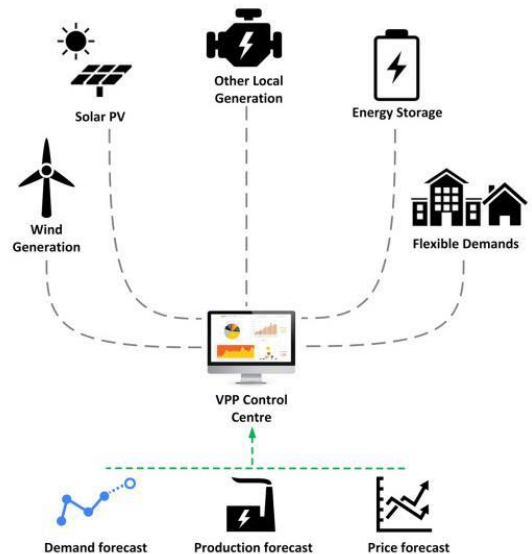 Solar PV
Other Local
Generation
Energy Storage
Wind
Generation
Flexible Demands
VPP Control
Centre
Demand forecast
Production forecast
Price forecast